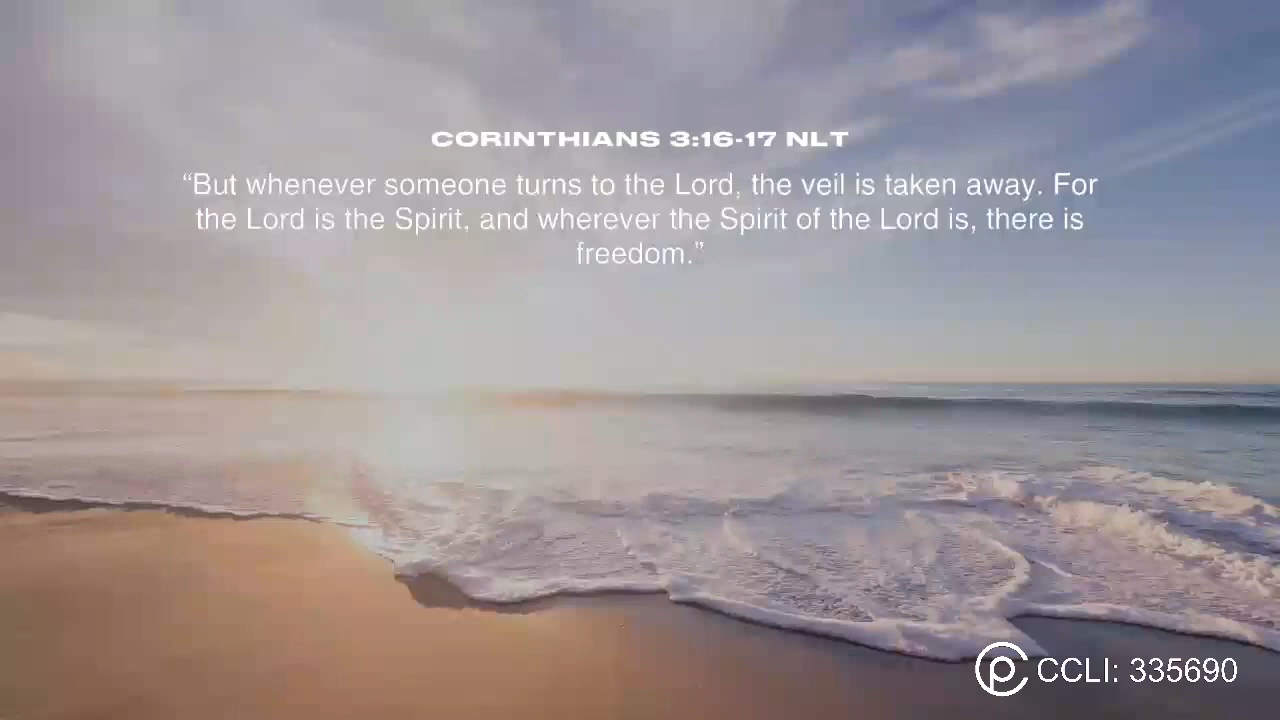 CORINTHIANS 3:16-17 NLT
“But whenever someone turns to the Lord, the veil is taken away. For
the Lord is the Spirit, and wherever the Spirit of the Lord is, there is
freedom.”
CCLI: 335690